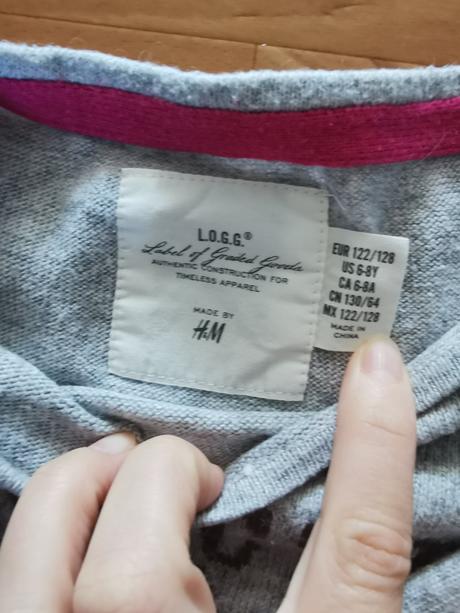 L.O.G.G.®
Label of Graded Goods
AUTHENTIC CONSTRUCTION FOR
TIMELESS APPAREL
MADE BY
H&M
EUR 122/128
US 6-8Y
CA 6-8A
CN 130/64
MX 122/128
MADE IN
CHINA